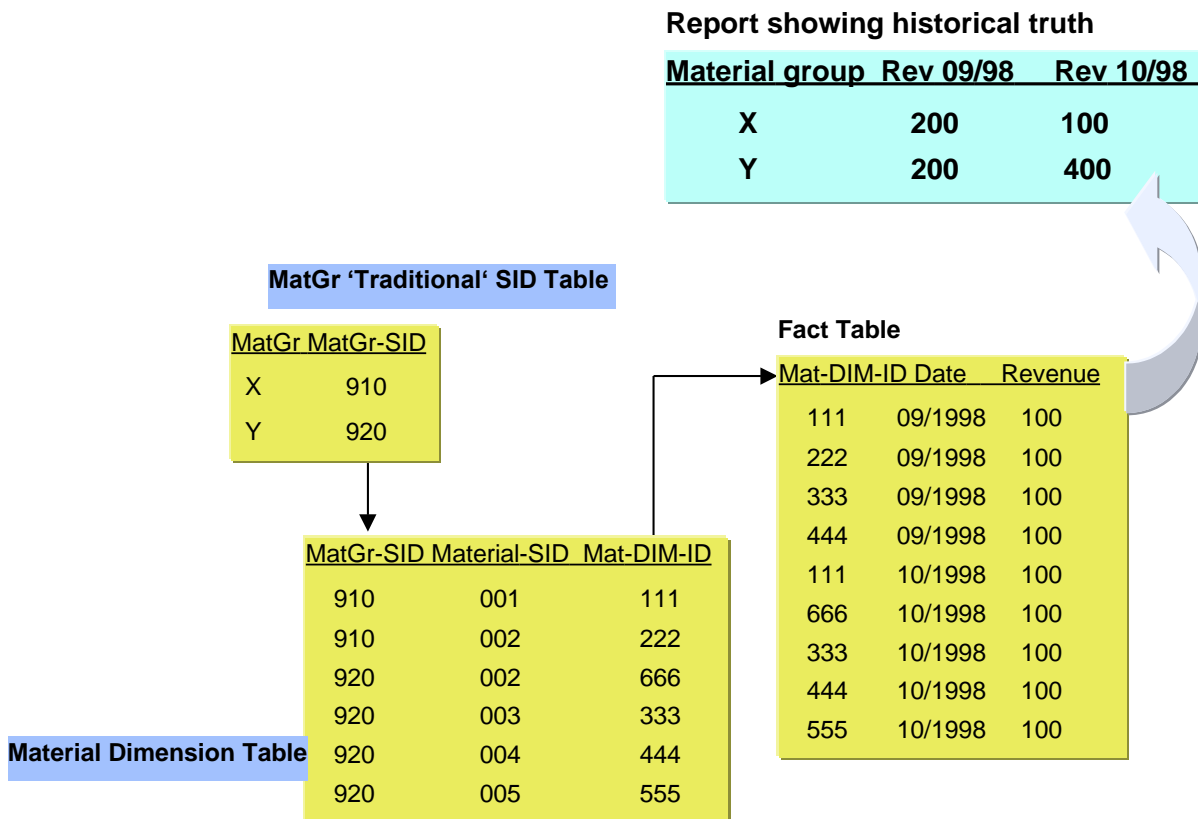 Report showing historical truth
Material group Rev 09/98 Rev 10/98
X 200 100
Y 200 400
MatGr ‘Traditional‘ SID Table
MatGr MatGr-SID
X 910
Y 920
Fact Table
Mat-DIM-ID Date Revenue
111 09/1998 100
222 09/1998 100
333 09/1998 100
444 09/1998 100
111 10/1998 100
666 10/1998 100
333 10/1998 100
444 10/1998 100
555 10/1998 100
MatGr-SID Material-SID Mat-DIM-ID
910 001 111
910 002 222
920 002 666
920 003 333
920 004 444
920 005 555
Material Dimension Table